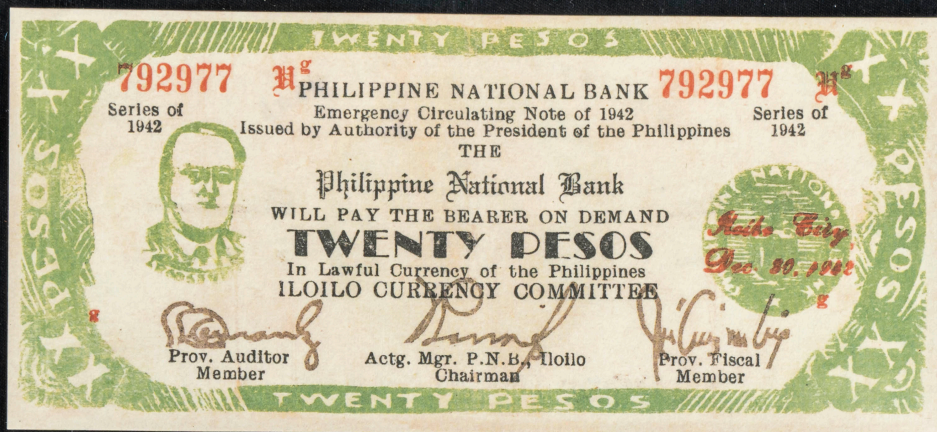 TWENTY PESOS
792977 U g 792977 U g
PHILIPPINE NATIONAL BANK
Series of
1942
Emergency Circulating Note of 1942
Series of
1942
Issued by Authority of the President of the Philippines
THE
Philippine National Bank
WILL PAY THE BEARER ON DEMAND
TWENTY PESOS
In Lawful Currency of the Philippines
ILOILO CURRENCY COMMITTEE
NATION
Iloilo City
Dec. 20, 1942
g
g
Prov. Auditor
Member
Actg. Mgr. P.N.B., Iloilo
Chairman
Prov. Fiscal
Member
XX PESOS
PESOS
TWENTY PESOS